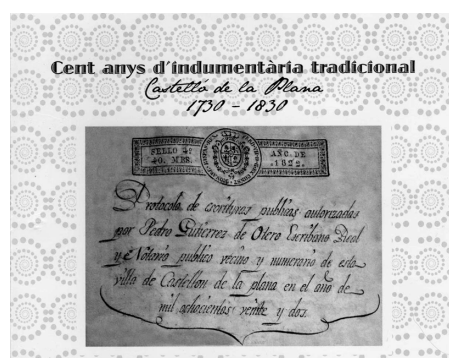 Cent anys d'indumentària tradicional
Castelló de la Plana
1730 - 1830
SELLO 4º
40. MRS.
AÑO DE
.1822.
Protocolo de escrituras publicas autorizadas
por Pedro Gutierrez de Otero Escribano Real
y Notario publico vecino y numerario de esta
villa de Castellon de la plana en el año de
mil ochocientos veinte y dos.